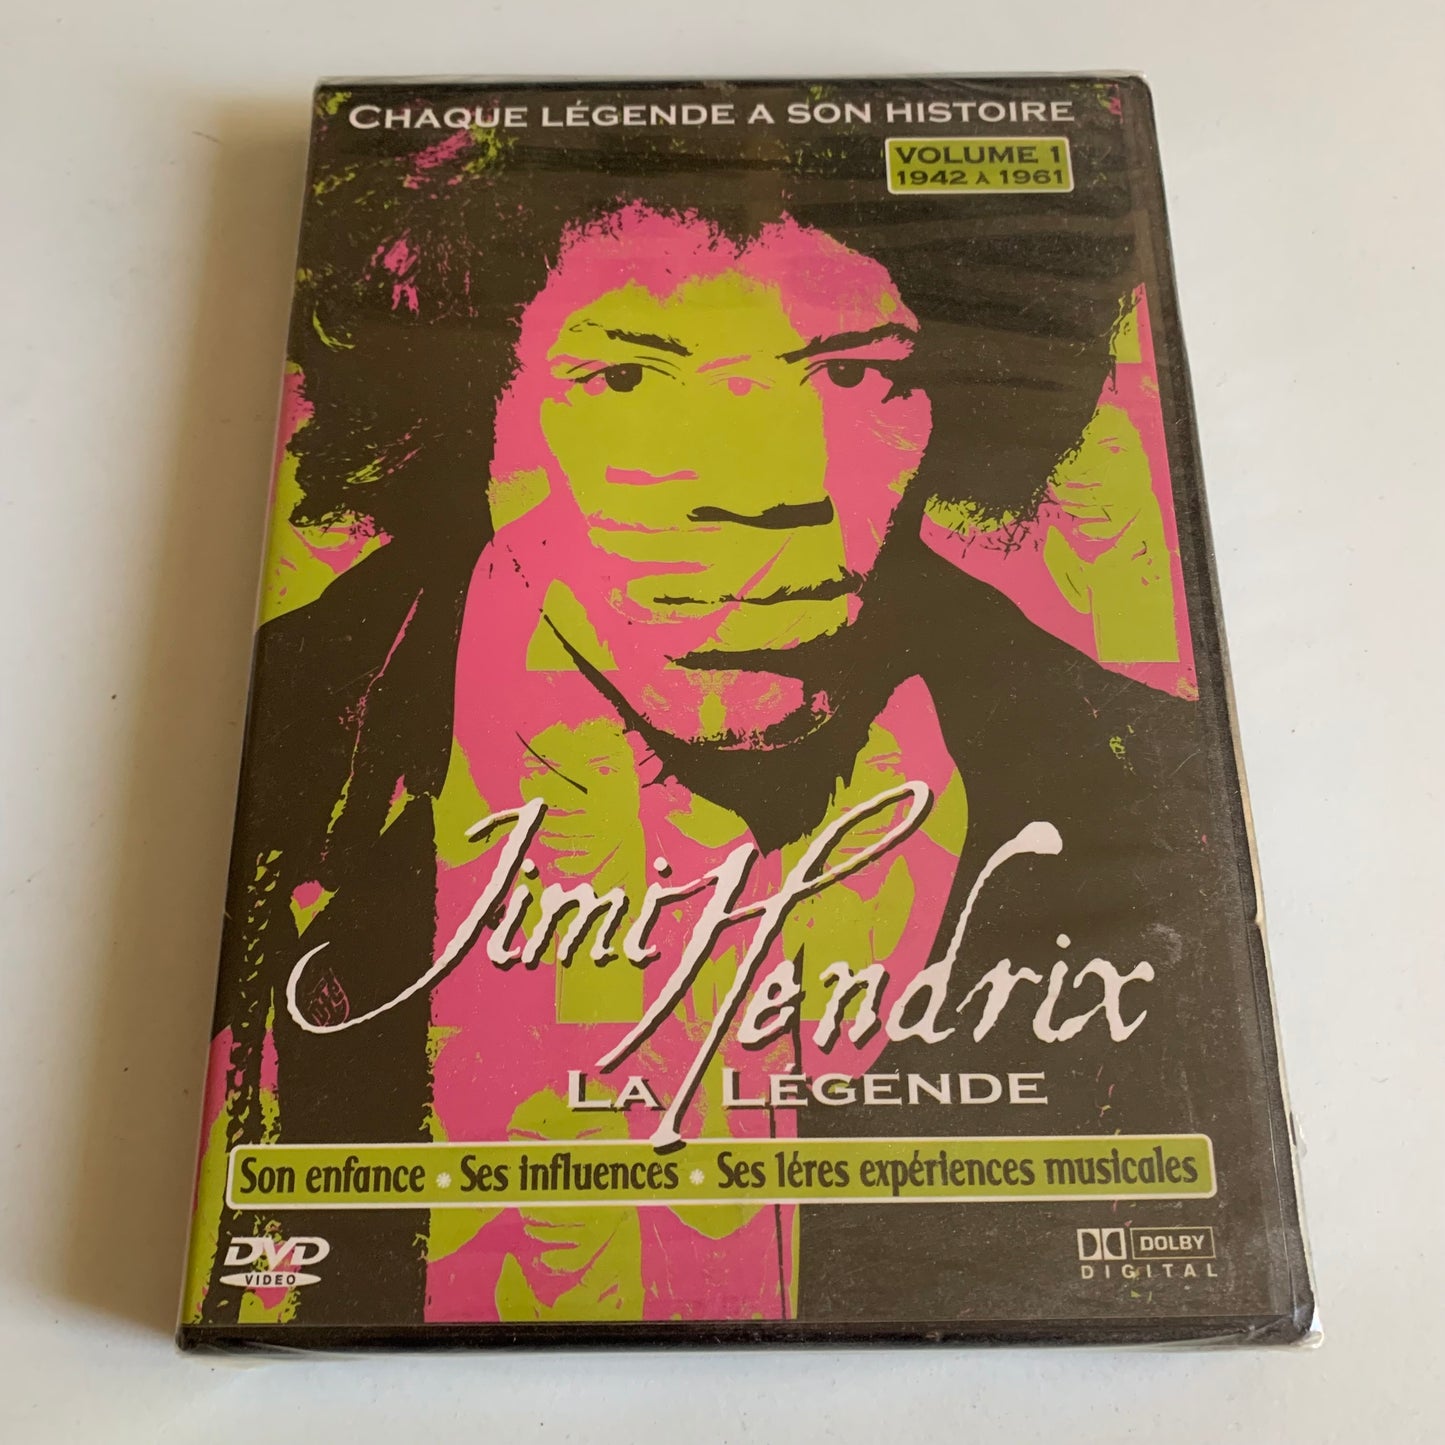 CHAQUE LÉGENDE A SON HISTOIRE
VOLUME 1
1942 À 1961
Jimi Hendrix
LA LÉGENDE
Son enfance * Ses influences * Ses 1éres expériences musicales
DVD
VIDEO
DOLBY
DIGITAL